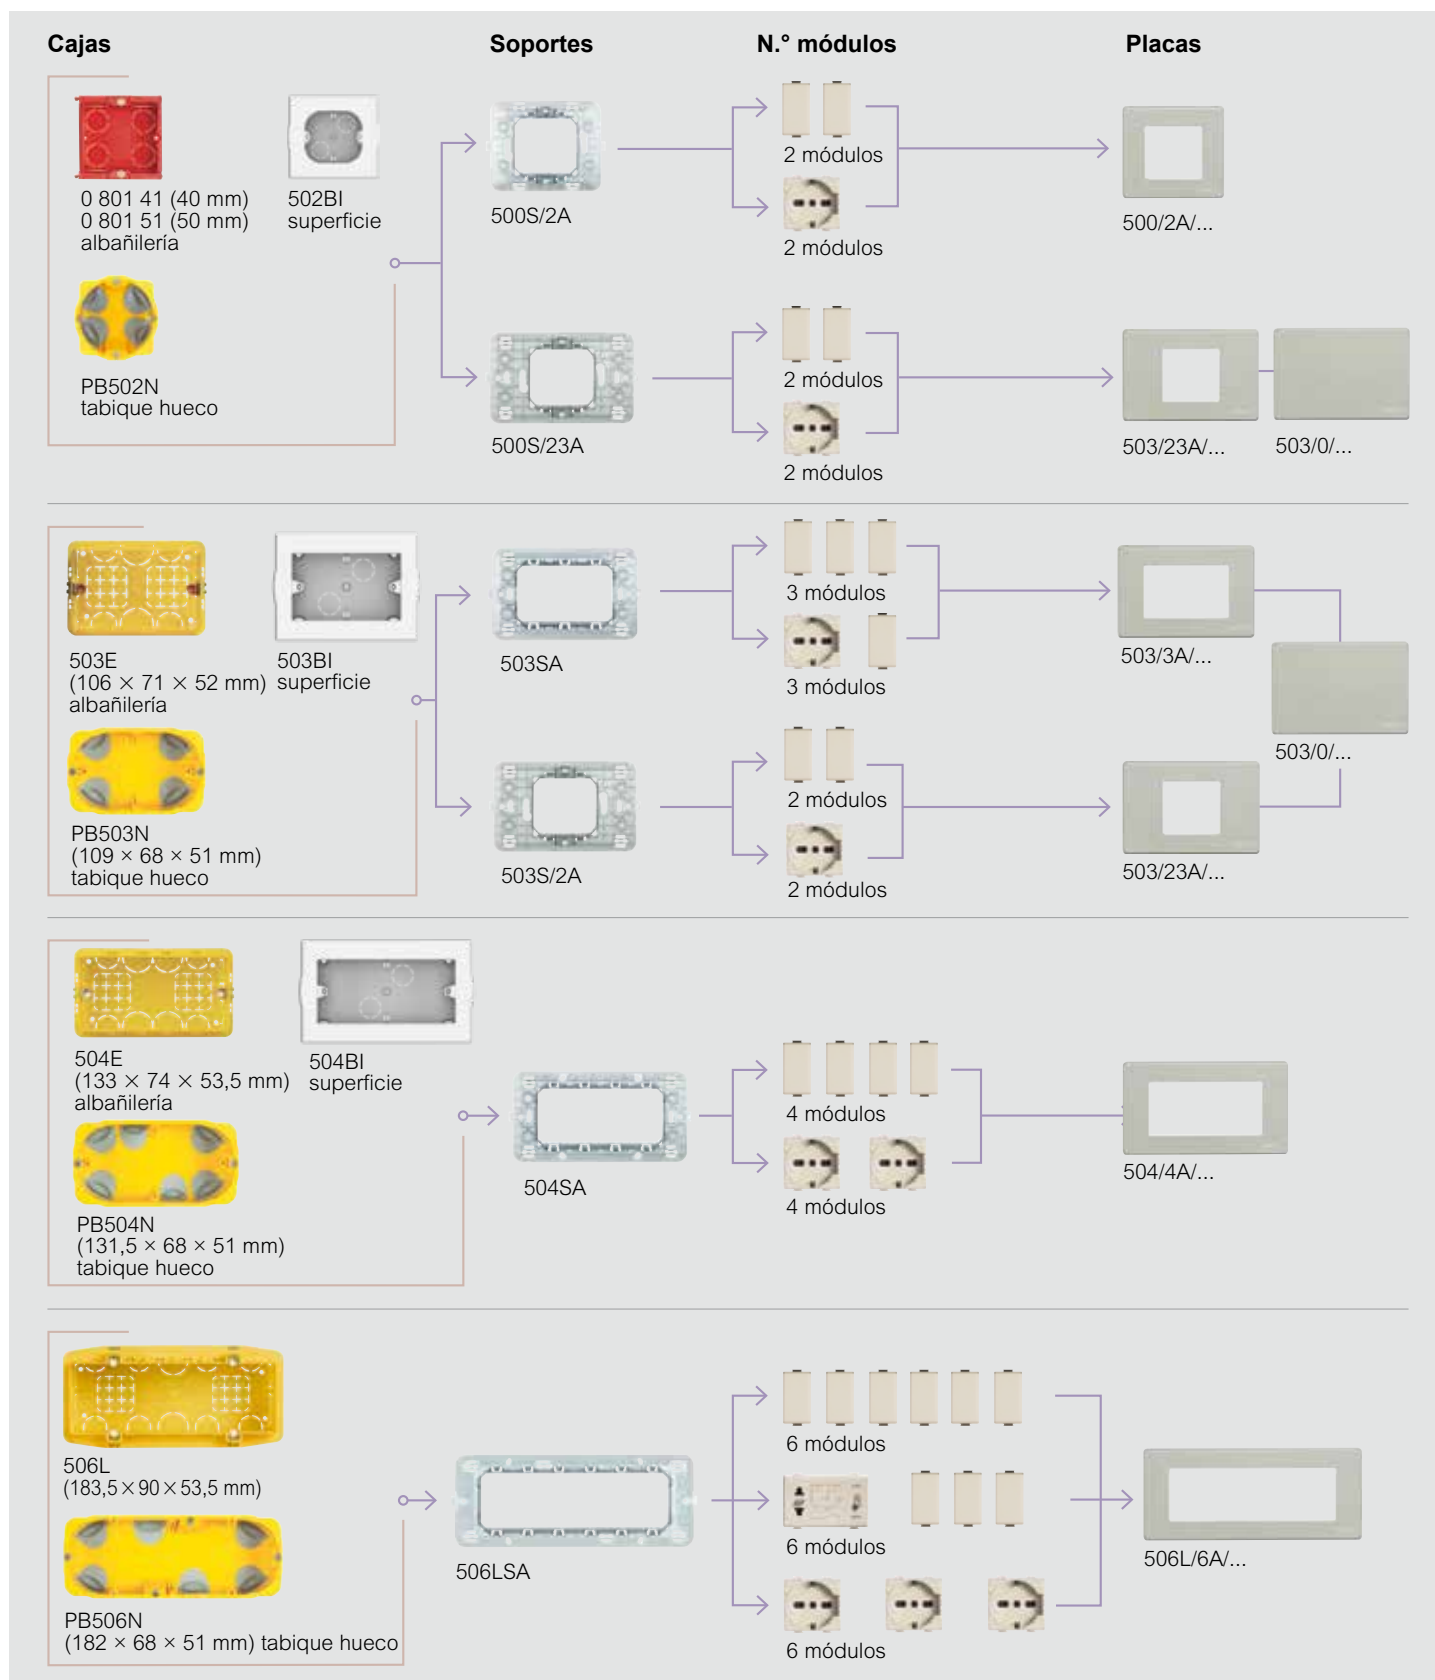 Cajas
Soportes
N.° módulos
Placas
0 801 41 (40 mm)
0 801 51 (50 mm)
albañilería
502BI
superficie
PB502N
tabique hueco
500S/2A
2 módulos
2 módulos
500/2A/...
500S/23A
2 módulos
2 módulos
503/23A/...
503/0/...
503E
(106 × 71 × 52 mm)
albañilería
503BI
superficie
PB503N
(109 × 68 × 51 mm)
tabique hueco
503SA
3 módulos
3 módulos
503/3A/...
503/0/...
503S/2A
2 módulos
2 módulos
503/23A/...
504E
(133 × 74 × 53,5 mm)
albañilería
504BI
superficie
PB504N
(131,5 × 68 × 51 mm)
tabique hueco
504SA
4 módulos
4 módulos
504/4A/...
506L
(183,5 × 90 × 53,5 mm)
PB506N
(182 × 68 × 51 mm) tabique hueco
506LSA
6 módulos
6 módulos
6 módulos
506L/6A/...